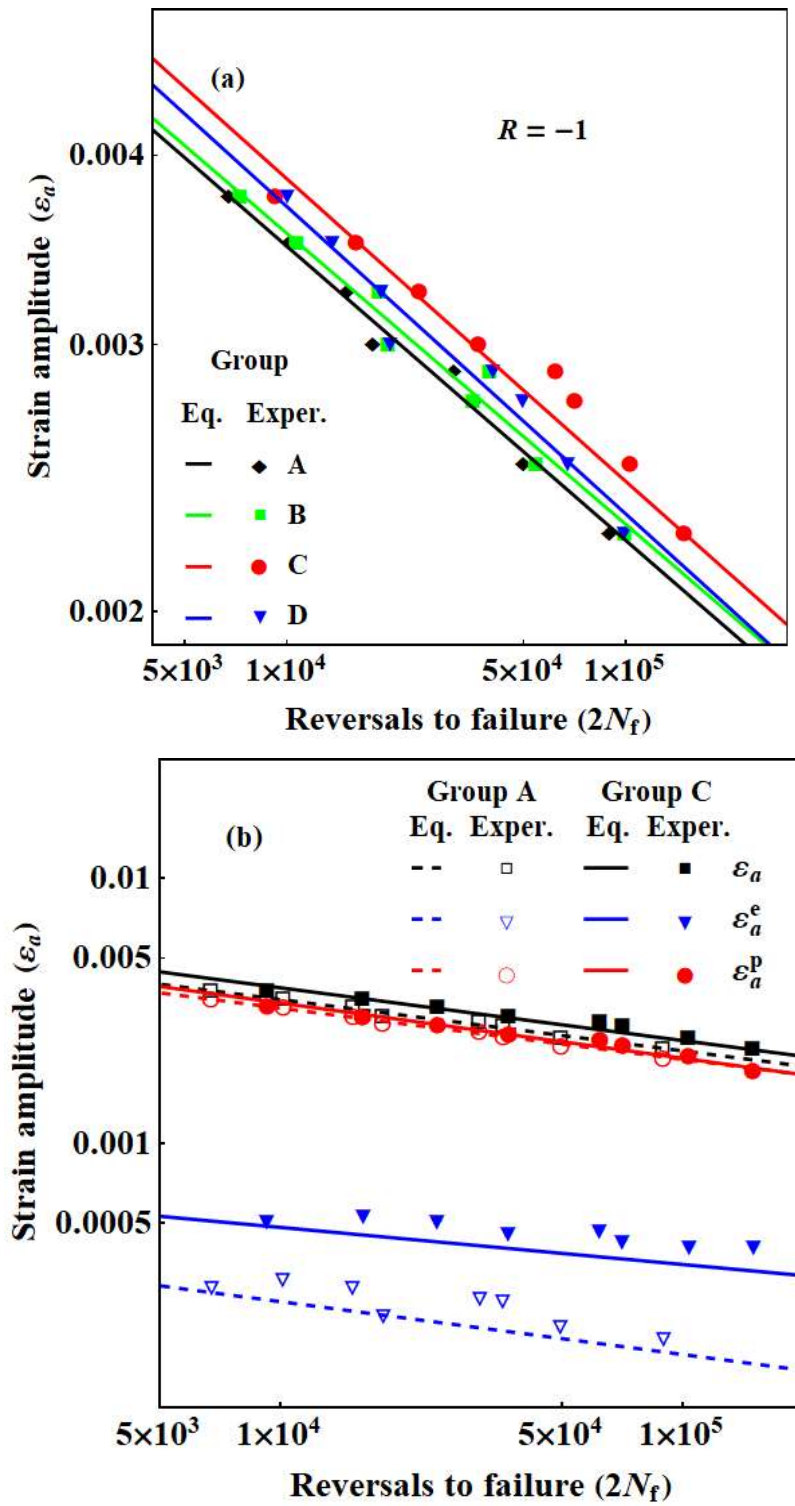 (a)
R = −1
0.004
0.003
0.002
Strain amplitude (εa)
Group
Eq. Exper.
A
B
C
D
5×10³ 1×10⁴ 5×10⁴ 1×10⁵
Reversals to failure (2Nf)
(b)
Group A Group C
Eq. Exper. Eq. Exper.
εa
εa^e
εa^p
0.01
0.005
0.001
0.0005
Strain amplitude (εa)
5×10³ 1×10⁴ 5×10⁴ 1×10⁵
Reversals to failure (2Nf)